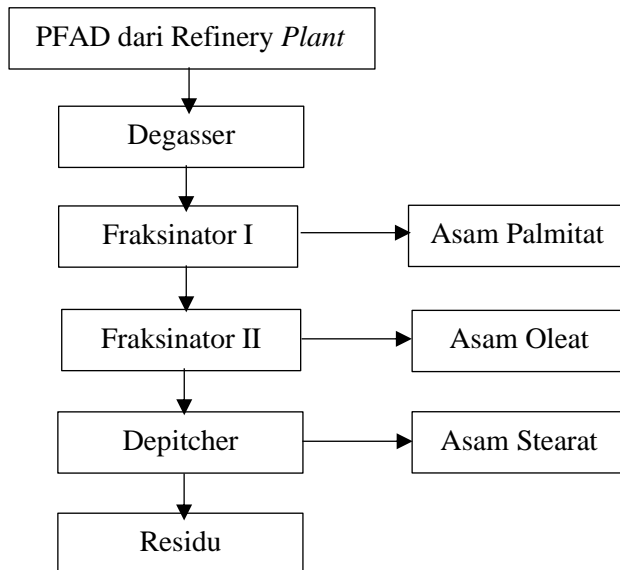 PFAD dari Refinery Plant
Degasser
Fraksinator I
Asam Palmitat
Fraksinator II
Asam Oleat
Depitcher
Asam Stearat
Residu